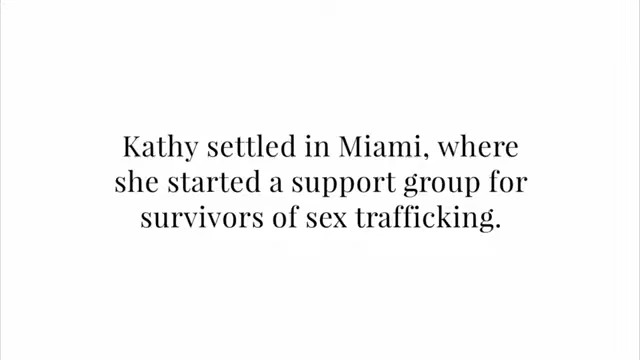 Kathy settled in Miami, where
she started a support group for
survivors of sex trafficking.